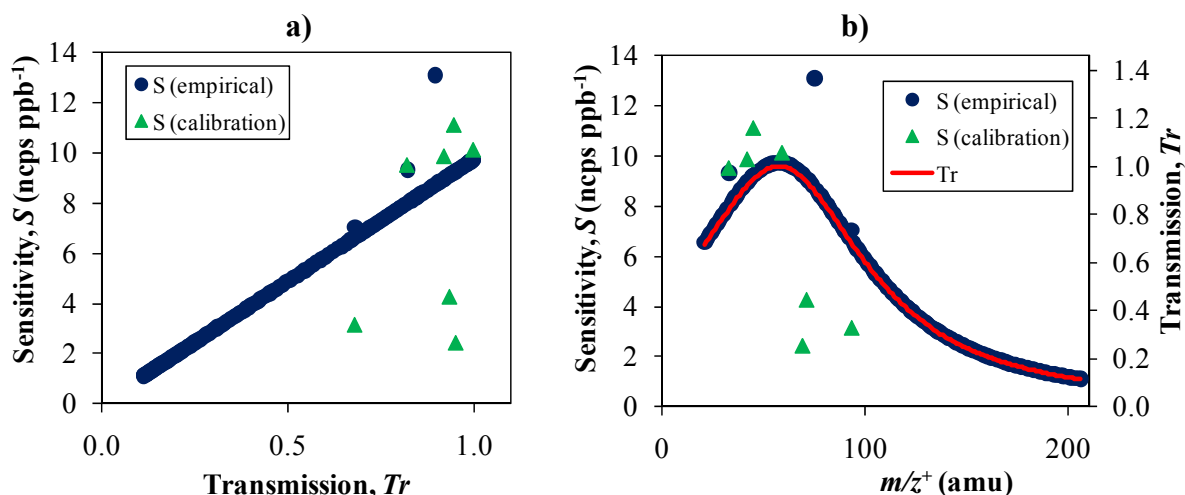 a)
Sensitivity, S (ncps ppb-1)
14
12
10
8
6
4
2
0
S (empirical)
S (calibration)
0.0 0.5 1.0
Transmission, Tr
b)
Sensitivity, S (ncps ppb-1)
14
12
10
8
6
4
2
0
S (empirical)
S (calibration)
Tr
1.4
1.2
1.0
0.8
0.6
0.4
0.2
0.0
Transmission, Tr
0 100 200
m/z+ (amu)